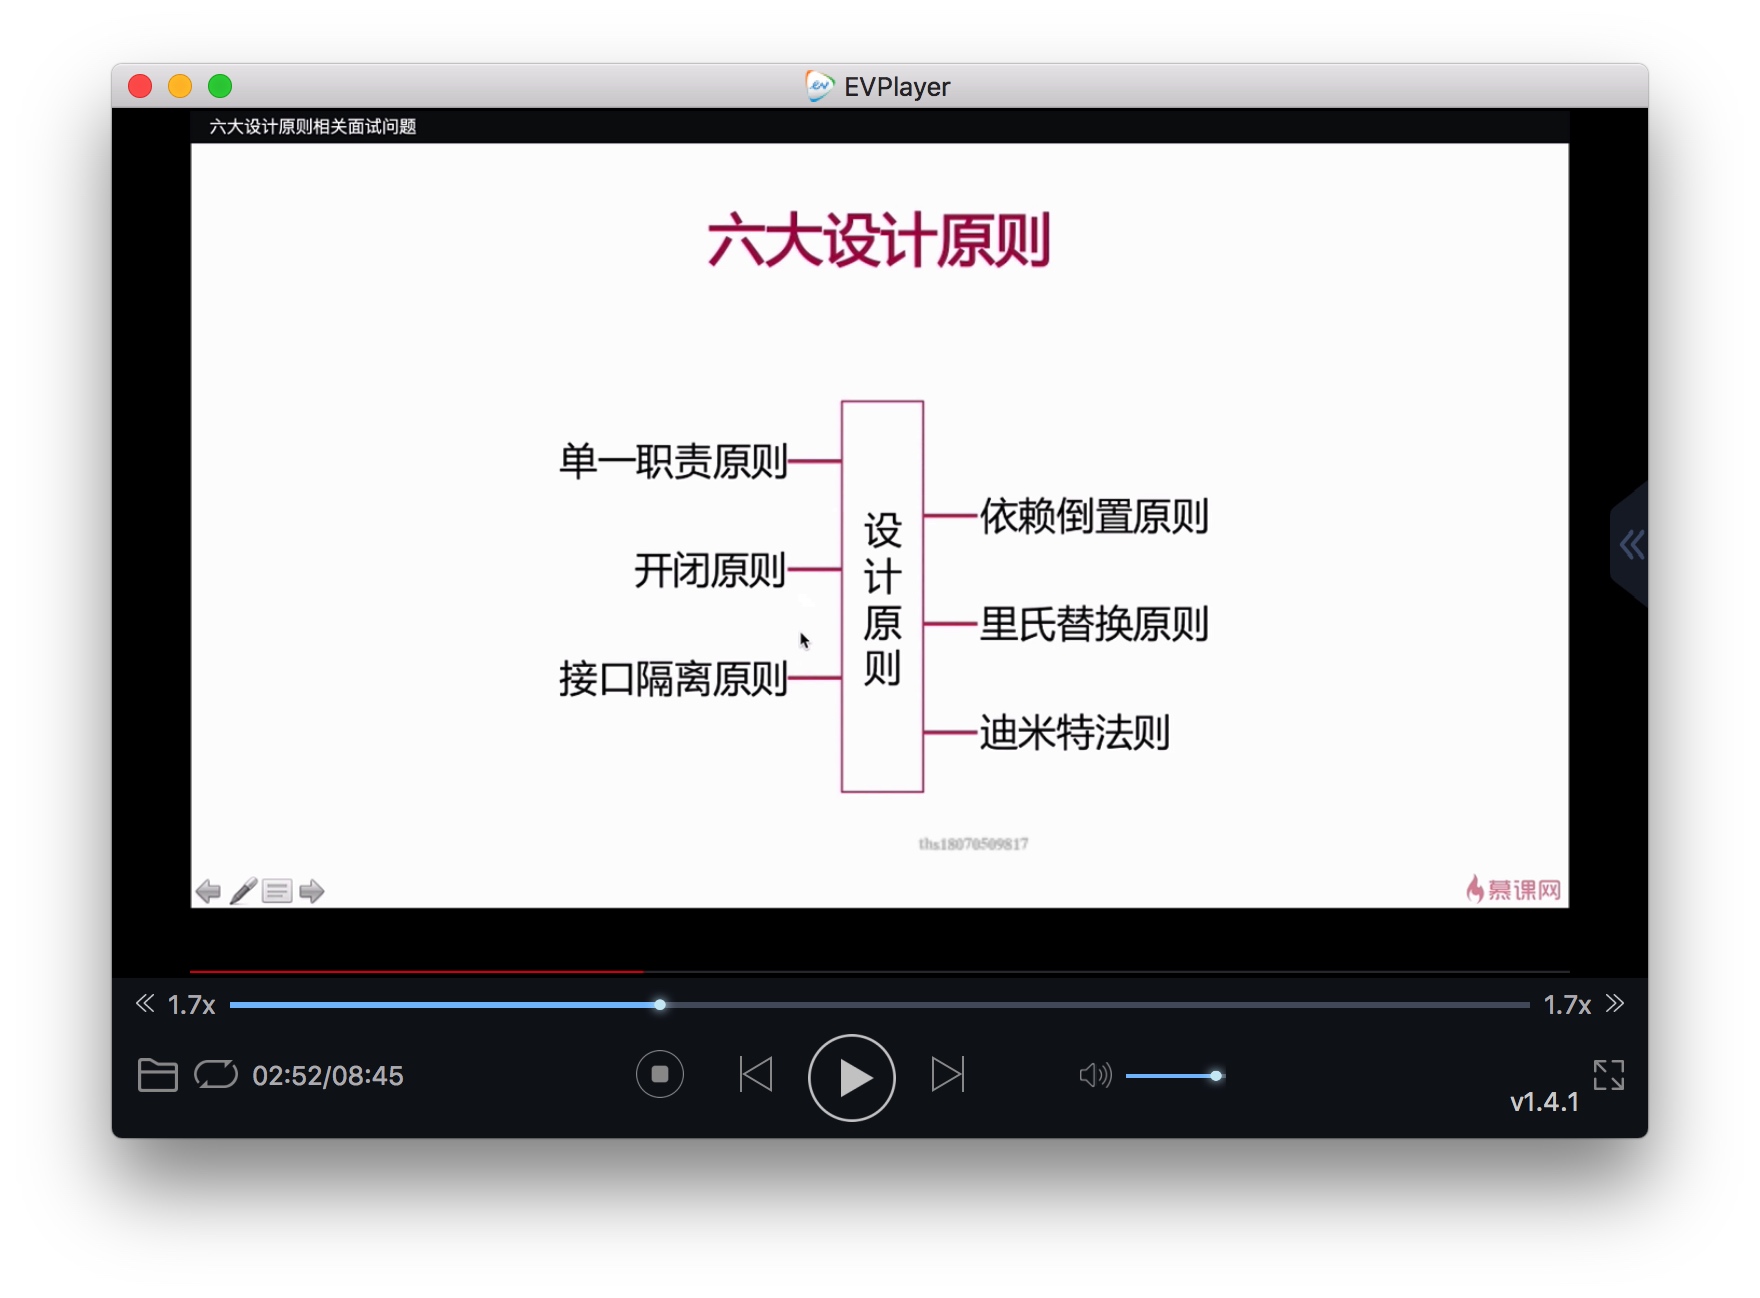 EVPlayer
六大设计原则相关面试问题
六大设计原则
单一职责原则
开闭原则
接口隔离原则
设计原则
依赖倒置原则
里氏替换原则
迪米特法则
ths18070509817
慕课网
1.7x
1.7x
02:52/08:45
v1.4.1